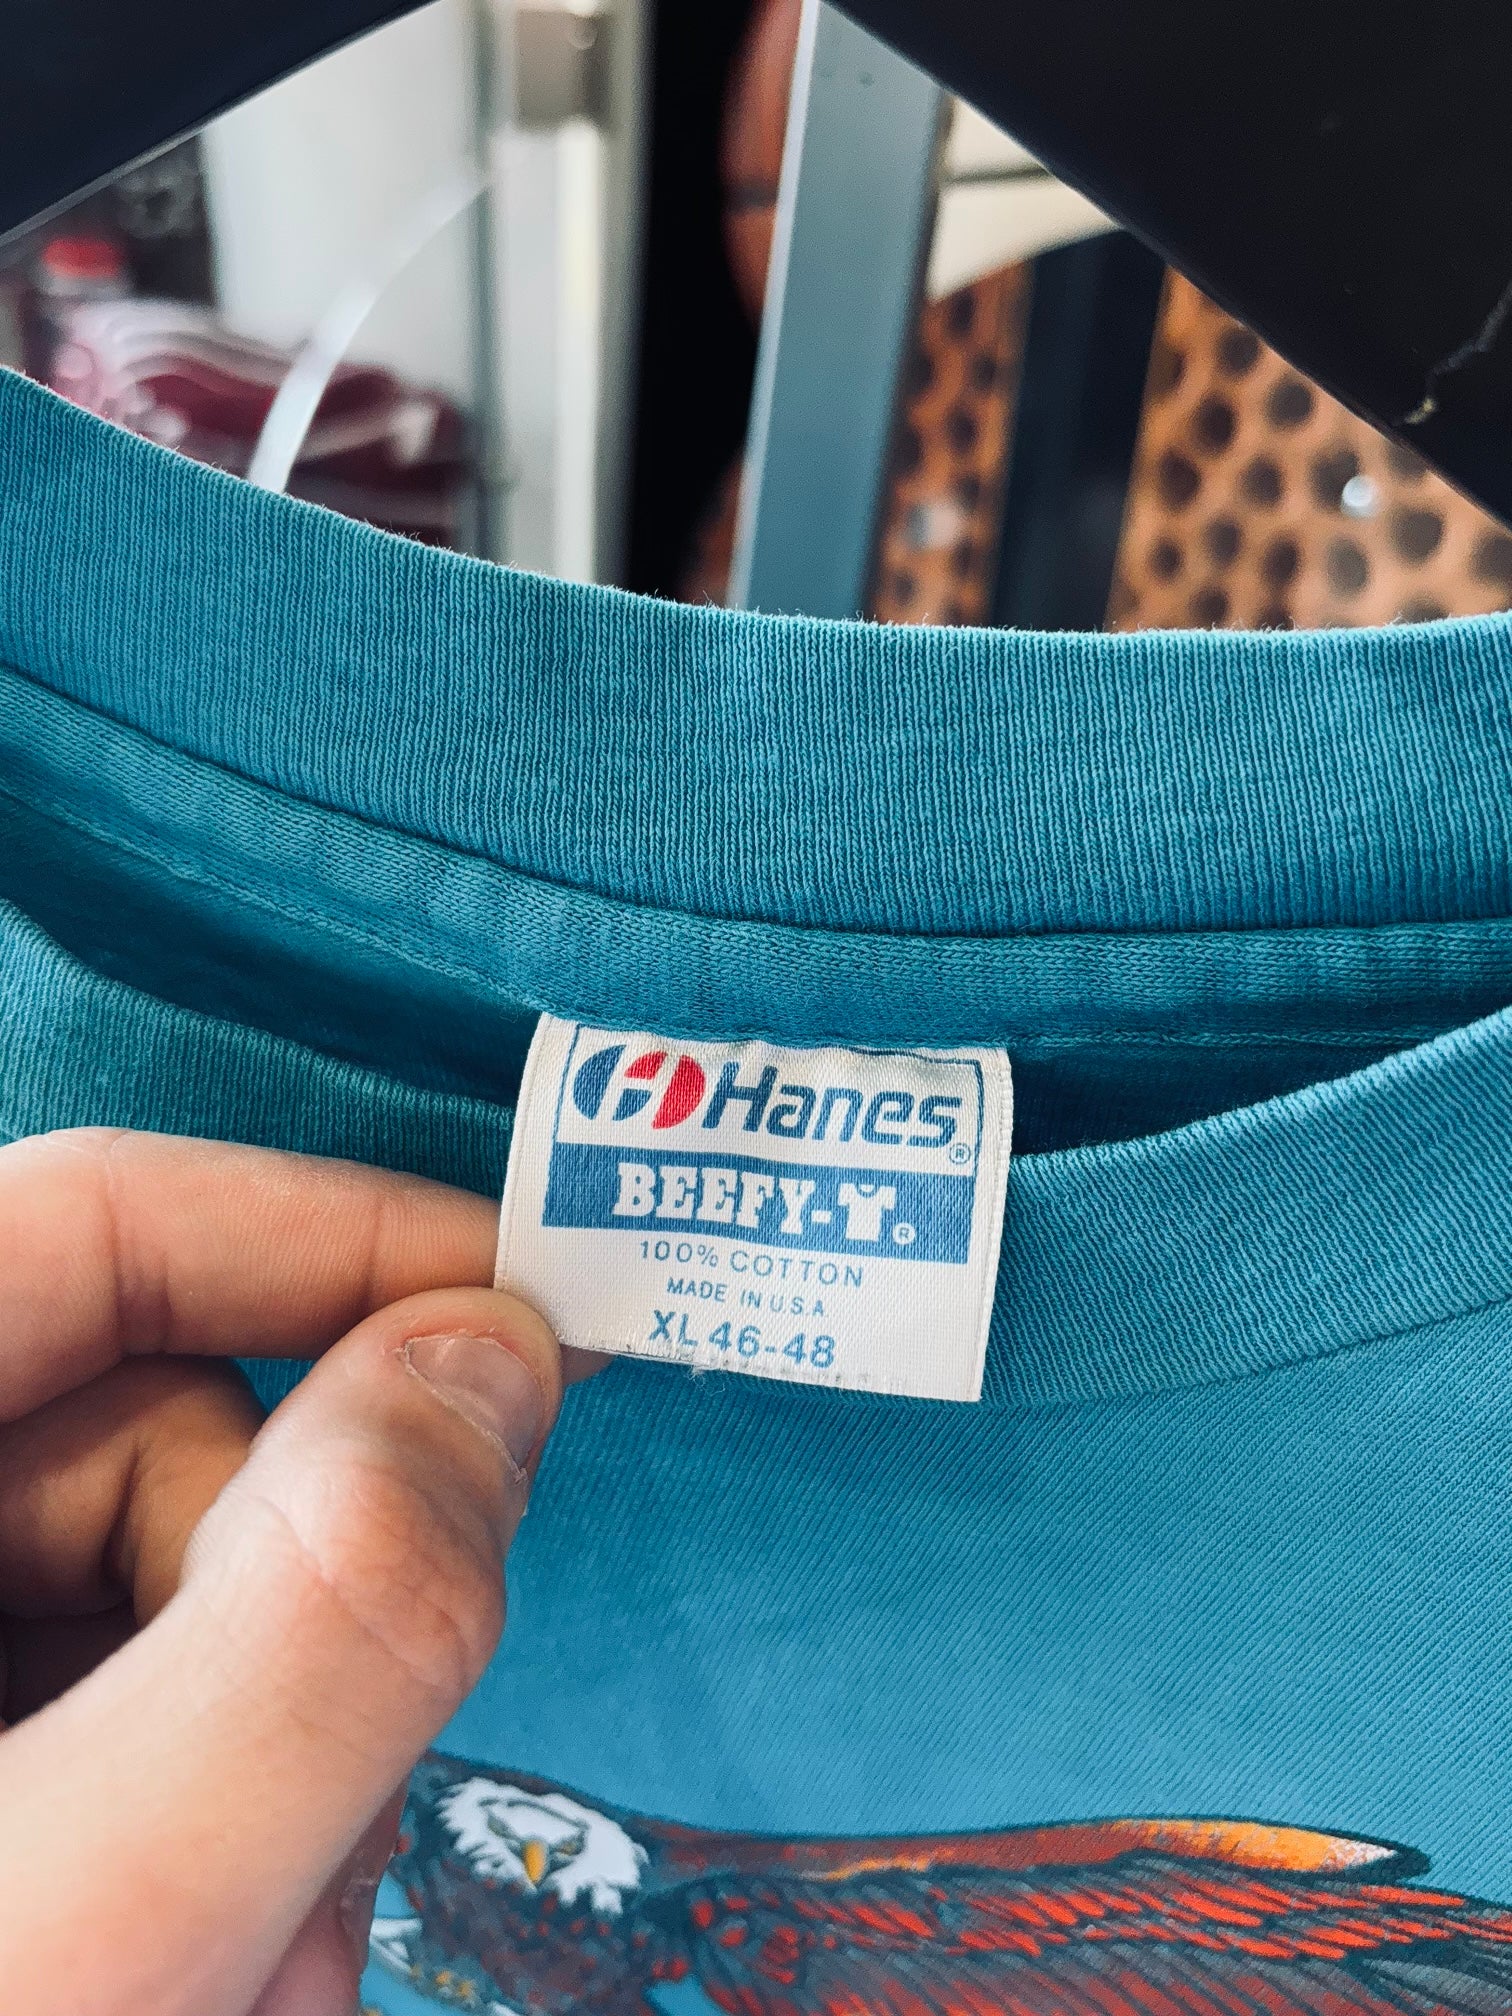 Hanes®
BEEFY-T®
100% COTTON
MADE IN U.S.A
XL 46-48